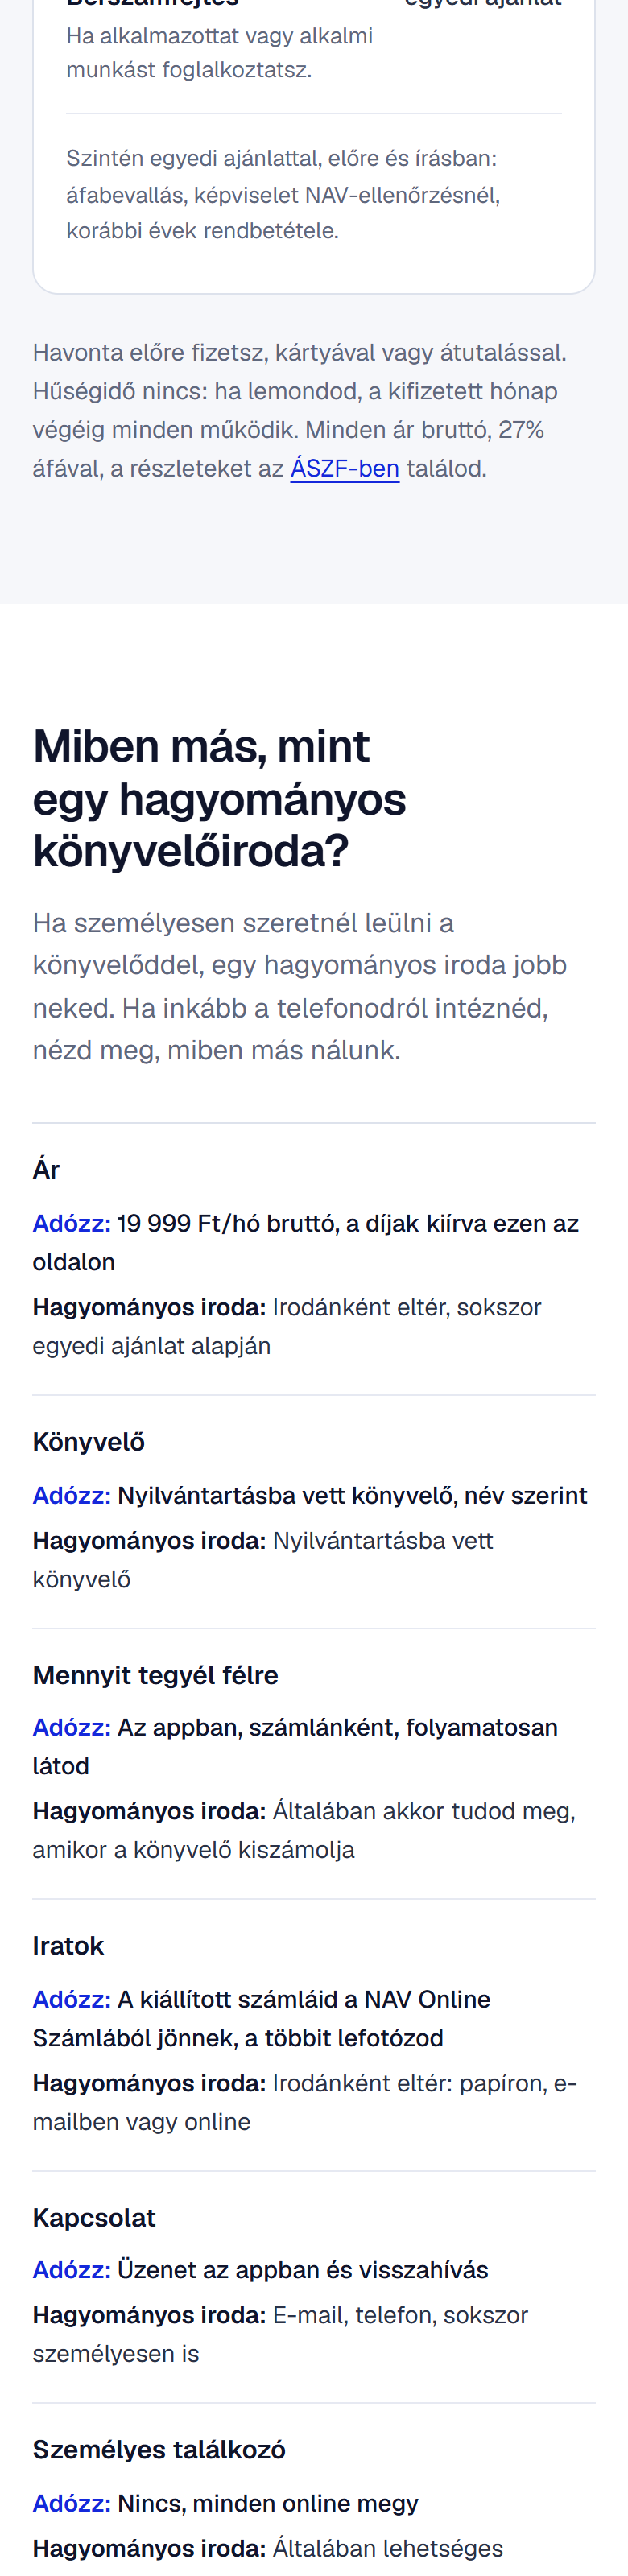 Bérszámfejtés egyedi ajánlat
Ha alkalmazottat vagy alkalmi
munkást foglalkoztatsz.
Szintén egyedi ajánlattal, előre és írásban:
áfabevallás, képviselet NAV-ellenőrzésnél,
korábbi évek rendbetétele.
Havonta előre fizetsz, kártyával vagy átutalással.
Hűségidő nincs: ha lemondod, a kifizetett hónap
végéig minden működik. Minden ár bruttó, 27%
áfával, a részleteket az ÁSZF-ben találod.
Miben más, mint
egy hagyományos
könyvelőiroda?
Ha személyesen szeretnél leülni a
könyvelőddel, egy hagyományos iroda jobb
neked. Ha inkább a telefonodról intéznéd,
nézd meg, miben más nálunk.
Ár
Adózz: 19 999 Ft/hó bruttó, a díjak kiírva ezen az
oldalon
Hagyományos iroda: Irodánként eltér, sokszor
egyedi ajánlat alapján
Könyvelő
Adózz: Nyilvántartásba vett könyvelő, név szerint
Hagyományos iroda: Nyilvántartásba vett
könyvelő
Mennyit tegyél félre
Adózz: Az appban, számlánként, folyamatosan
látod
Hagyományos iroda: Általában akkor tudod meg,
amikor a könyvelő kiszámolja
Iratok
Adózz: A kiállított számláid a NAV Online
Számlából jönnek, a többit lefotózod
Hagyományos iroda: Irodánként eltér: papíron, e-
mailben vagy online
Kapcsolat
Adózz: Üzenet az appban és visszahívás
Hagyományos iroda: E-mail, telefon, sokszor
személyesen is
Személyes találkozó
Adózz: Nincs, minden online megy
Hagyományos iroda: Általában lehetséges